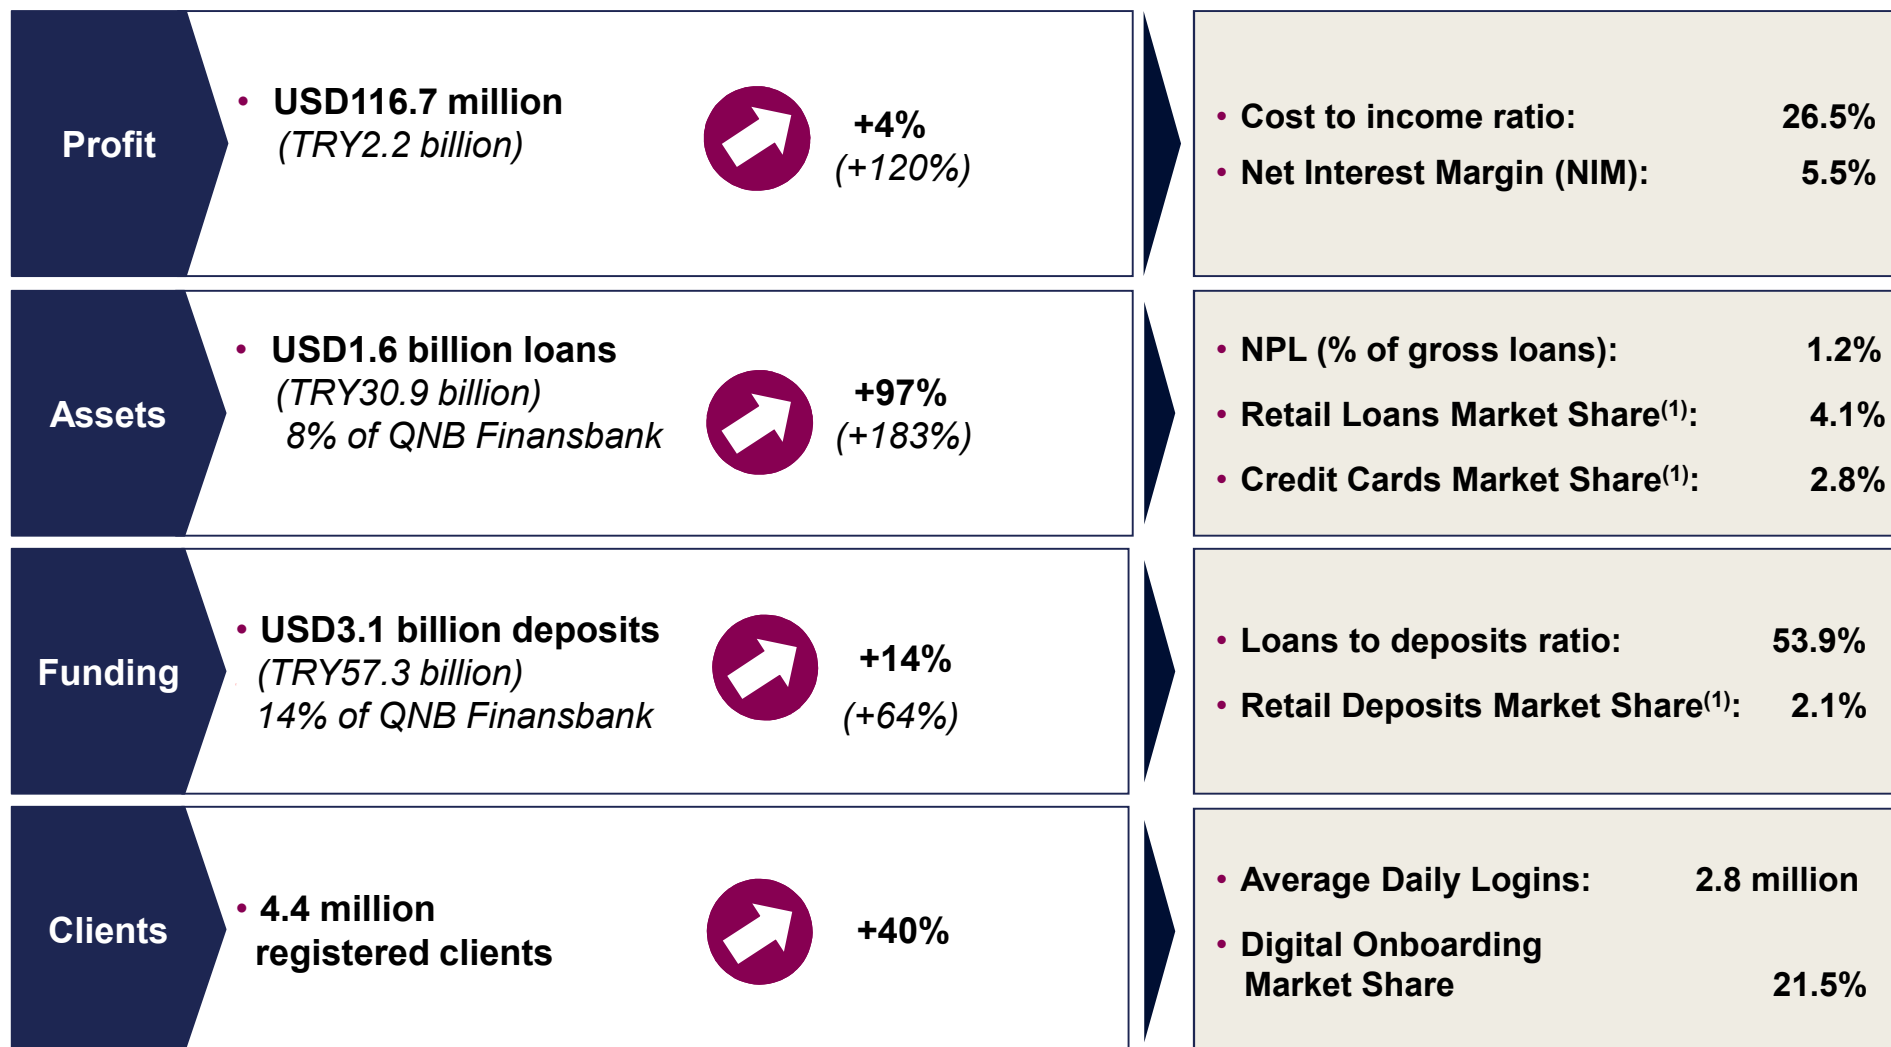 Profit
• USD116.7 million
(TRY2.2 billion)
+4%
(+120%)
• Cost to income ratio: 26.5%
• Net Interest Margin (NIM): 5.5%
Assets
• USD1.6 billion loans
(TRY30.9 billion)
8% of QNB Finansbank
+97%
(+183%)
• NPL (% of gross loans): 1.2%
• Retail Loans Market Share(1): 4.1%
• Credit Cards Market Share(1): 2.8%
Funding
• USD3.1 billion deposits
(TRY57.3 billion)
14% of QNB Finansbank
+14%
(+64%)
• Loans to deposits ratio: 53.9%
• Retail Deposits Market Share(1): 2.1%
Clients
• 4.4 million
registered clients
+40%
• Average Daily Logins: 2.8 million
• Digital Onboarding
Market Share 21.5%